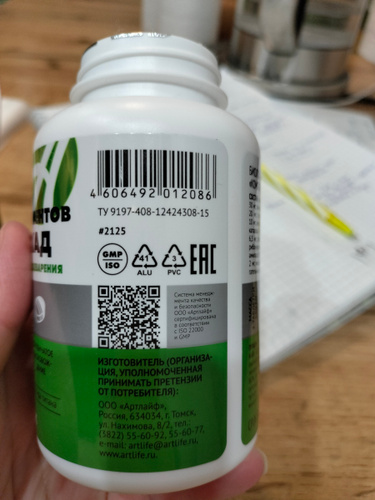 4 606492 012086
ТУ 9197-408-12424308-15
#2125
ЕНТОВ
АД
ВАРЕНИЯ
GMP
ISO
41
ALU
3
PVC
EAC
Система менедж-
мента качества
и безопасности
ООО «Артлайф»
сертифицирована
в соответствии
с ISO 22000
и GMP
ИЗГОТОВИТЕЛЬ (ОРГАНИЗА-
ЦИЯ, УПОЛНОМОЧЕННАЯ
ПРИНИМАТЬ ПРЕТЕНЗИИ
ОТ ПОТРЕБИТЕЛЯ):
ООО «Артлайф»,
Россия, 634034, г. Томск,
ул. Нахимова, 8/2, тел.:
(3822) 55-60-92, 55-60-77,
e-mail: artlife@artlife.ru,
www.artlife.ru